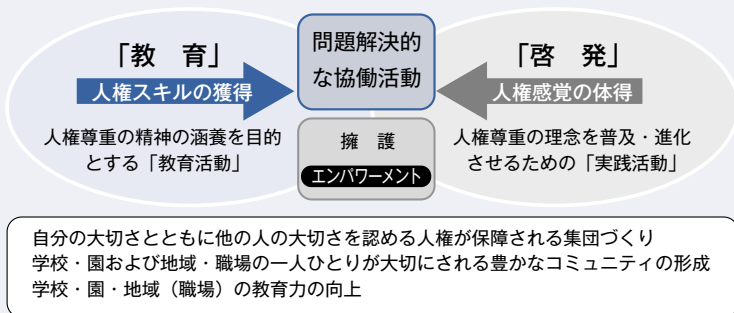 「教　育」
人権スキルの獲得
人権尊重の精神の涵養を目的
とする「教育活動」
問題解決的
な協働活動
擁　護
エンパワーメント
「啓　発」
人権感覚の体得
人権尊重の理念を普及・進化
させるための「実践活動」
自分の大切さとともに他の人の大切さを認める人権が保障される集団づくり
学校・園および地域・職場の一人ひとりが大切にされる豊かなコミュニティの形成
学校・園・地域（職場）の教育力の向上